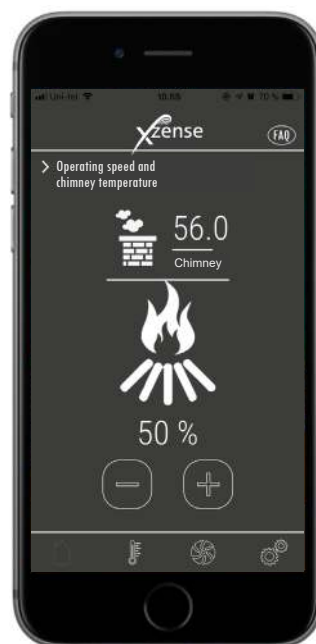 xzense
FAQ
Operating speed and
chimney temperature
56.0
Chimney
50 %